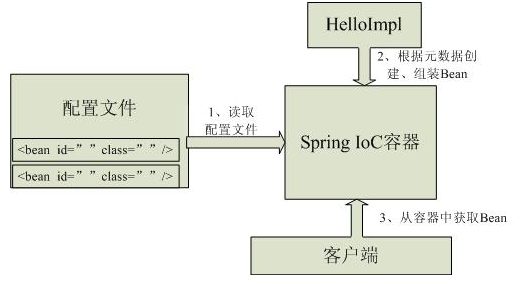 HelloImpl
2、根据元数据创
建、组装Bean
配置文件
1、读取
配置文件
<bean id=””class=””/>
<bean id=””class=””/>
Spring IoC容器
3、从容器中获取Bean
客户端